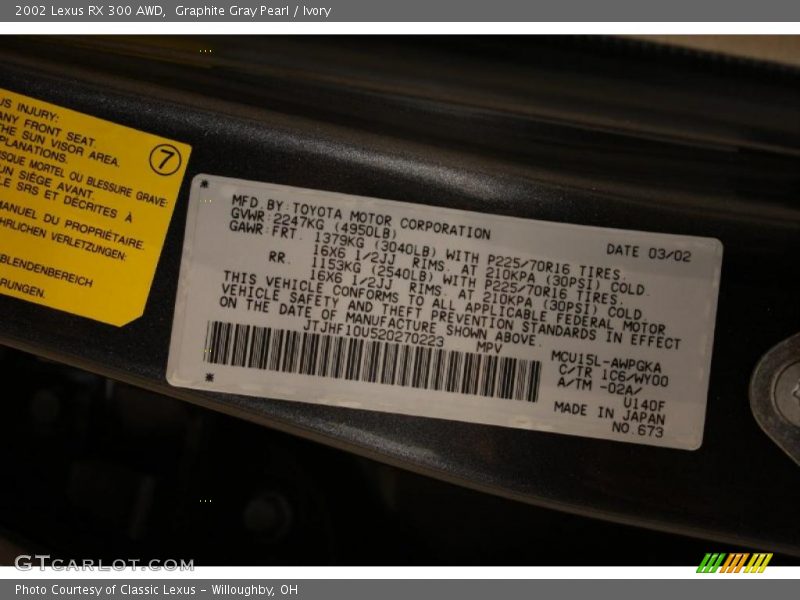 2002 Lexus RX 300 AWD,  Graphite Gray Pearl / Ivory
US INJURY:
ANY FRONT SEAT.
THE SUN VISOR AREA.
PLANATIONS.
ISQUE MORTEL OU BLESSURE GRAVE:
UN SIÈGE AVANT.
LE SRS ET DÉCRITES À
MANUEL DU PROPRIÉTAIRE.
HRLICHEN VERLETZUNGEN:
BLENDENBEREICH
RUNGEN.
7
MFD. BY: TOYOTA MOTOR CORPORATION
DATE 03/02
GVWR: 2247KG (4950LB)
GAWR: FRT. 1379KG (3040LB) WITH P225/70R16 TIRES.
16X6 1/2JJ RIMS. AT 210KPA (30PSI) COLD.
RR. 1153KG (2540LB) WITH P225/70R16 TIRES.
16X6 1/2JJ RIMS. AT 210KPA (30PSI) COLD.
THIS VEHICLE CONFORMS TO ALL APPLICABLE FEDERAL MOTOR
VEHICLE SAFETY AND THEFT PREVENTION STANDARDS IN EFFECT
ON THE DATE OF MANUFACTURE SHOWN ABOVE.
JTJHF10U520270223 MPV
MCU15L-AWPGKA
C/TR 1C6/WY00
A/TM -02A/
U140F
MADE IN JAPAN
NO.673
GTCARLOT.COM
Photo Courtesy of Classic Lexus - Willoughby, OH